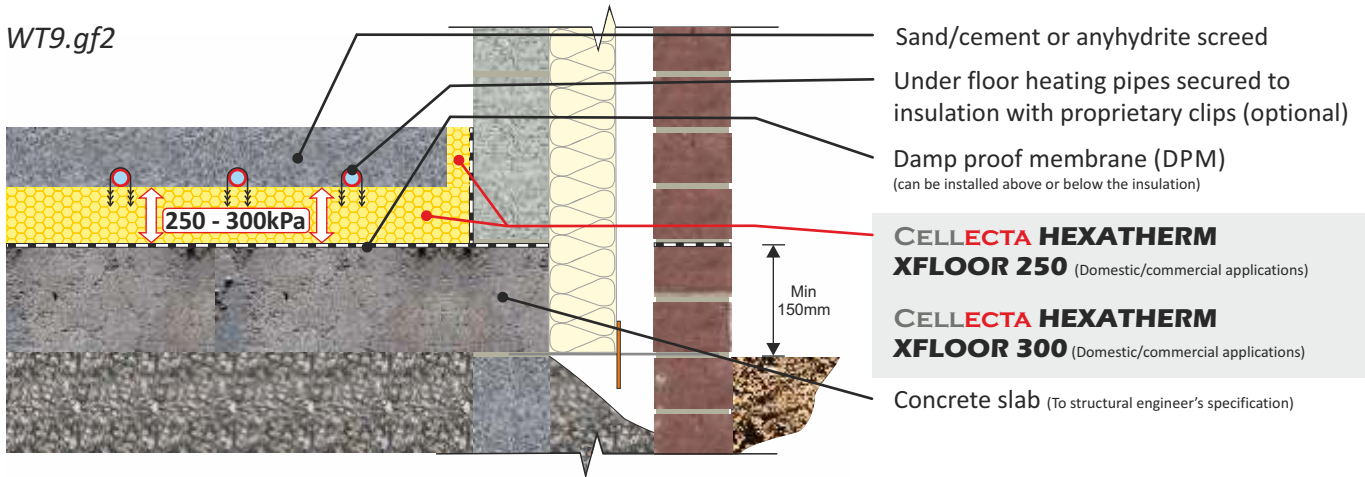 WT9.gf2
Sand/cement or anyhydrite screed
Under floor heating pipes secured to
insulation with proprietary clips (optional)
Damp proof membrane (DPM)
(can be installed above or below the insulation)
250 - 300kPa
CELLECTA HEXATHERM
XFLOOR 250 (Domestic/commercial applications)
Min
150mm
CELLECTA HEXATHERM
XFLOOR 300 (Domestic/commercial applications)
Concrete slab (To structural engineer's specification)